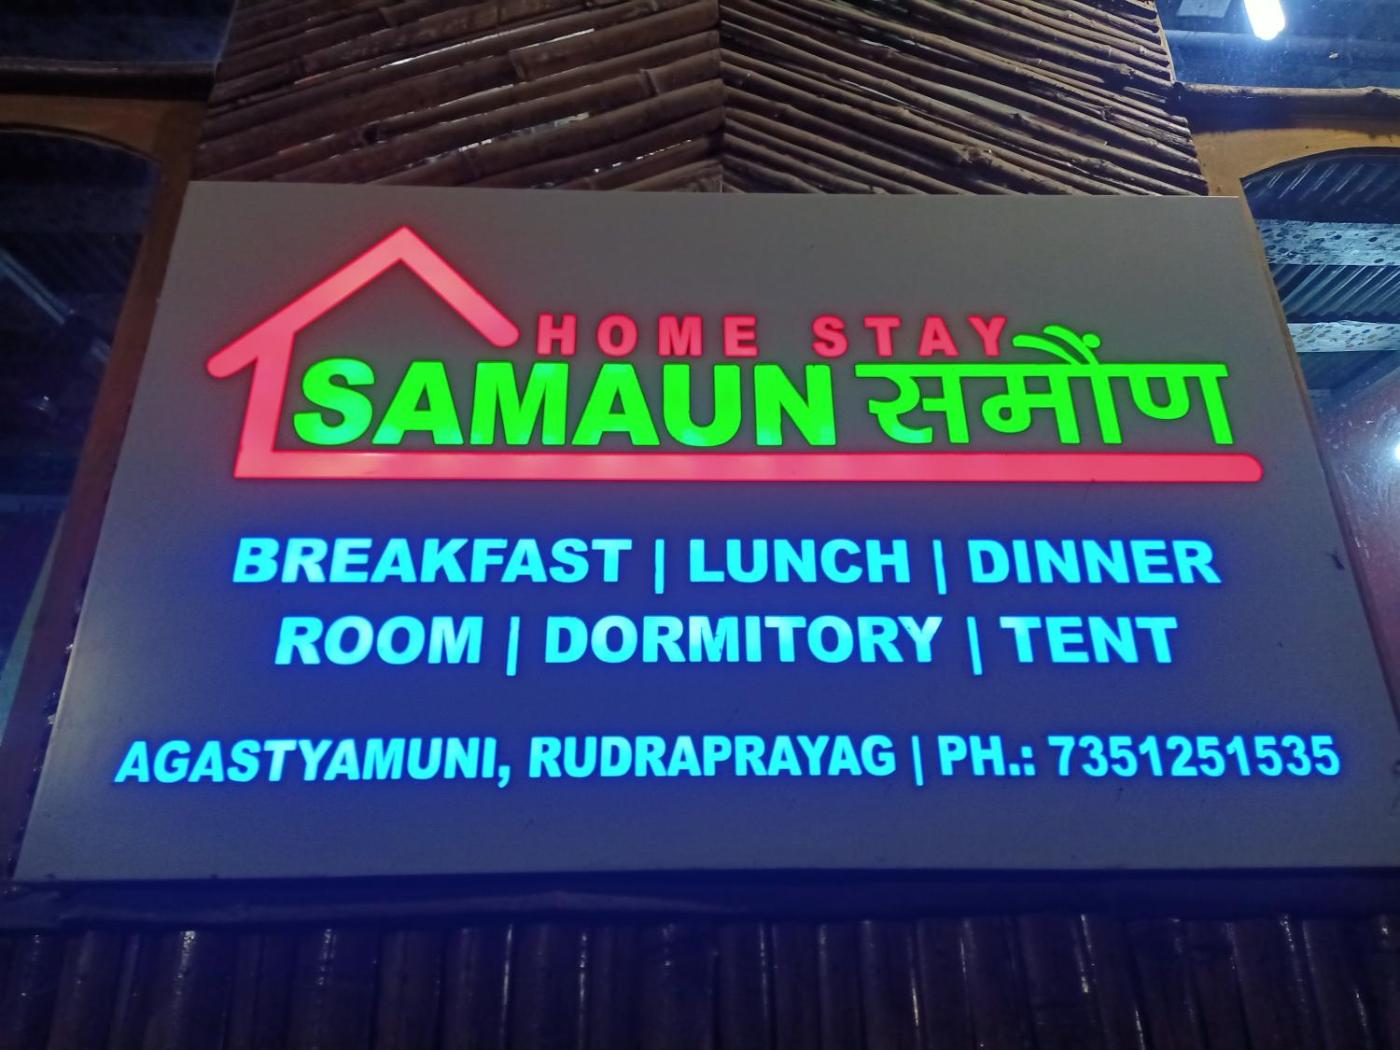 HOME STAY
SAMAUN समौंण
BREAKFAST | LUNCH | DINNER
ROOM | DORMITORY | TENT
AGASTYAMUNI, RUDRAPRAYAG | PH.: 7351251535